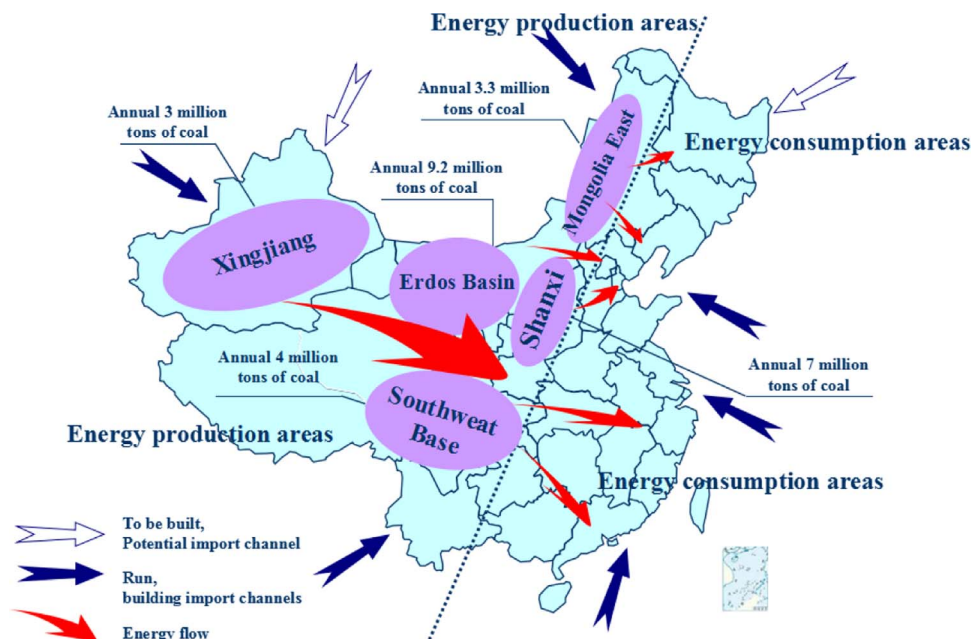 Energy production areas
Annual 3.3 million
tons of coal
Annual 3 million
tons of coal
Energy consumption areas
Annual 9.2 million
tons of coal
Mongolia East
Xingjiang
Erdos Basin
Shanxi
Annual 4 million
tons of coal
Annual 7 million
tons of coal
Southweat
Base
Energy production areas
Energy consumption areas
To be built,
Potential import channel
Run,
building import channels
Energy flow